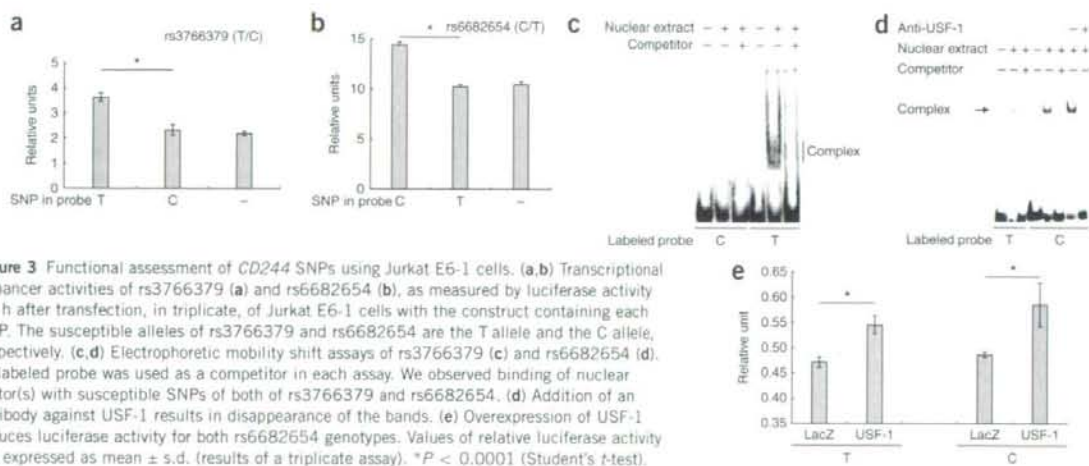 a
rs3766379 (T/C)
*
Relative units
5
4
3
2
1
0
SNP in probe T C –
b
* rs6682654 (C/T)
Relative units
15
10
5
0
SNP in probe C T –
c
Nuclear extract – + + – + +
Competitor – – + – – +
Complex
Labeled probe C T
d
Anti-USF-1 – +
Nuclear extract
Competitor
Complex
Labeled probe T C
ure 3 Functional assessment of CD244 SNPs using Jurkat E6-1 cells. (a,b) Transcriptional
ancer activities of rs3766379 (a) and rs6682654 (b), as measured by luciferase activity
h after transfection, in triplicate, of Jurkat E6-1 cells with the construct containing each
P. The susceptible alleles of rs3766379 and rs6682654 are the T allele and the C allele,
pectively. (c,d) Electrophoretic mobility shift assays of rs3766379 (c) and rs6682654 (d).
labeled probe was used as a competitor in each assay. We observed binding of nuclear
tor(s) with susceptible SNPs of both of rs3766379 and rs6682654. (d) Addition of an
ibody against USF-1 results in disappearance of the bands. (e) Overexpression of USF-1
uces luciferase activity for both rs6682654 genotypes. Values of relative luciferase activity
expressed as mean ± s.d. (results of a triplicate assay). *P < 0.0001 (Student's t-test).
e
Relative unit
0.65
0.60
0.55
0.50
0.45
0.40
0.35
*
*
LacZ USF-1 LacZ USF-1
T C